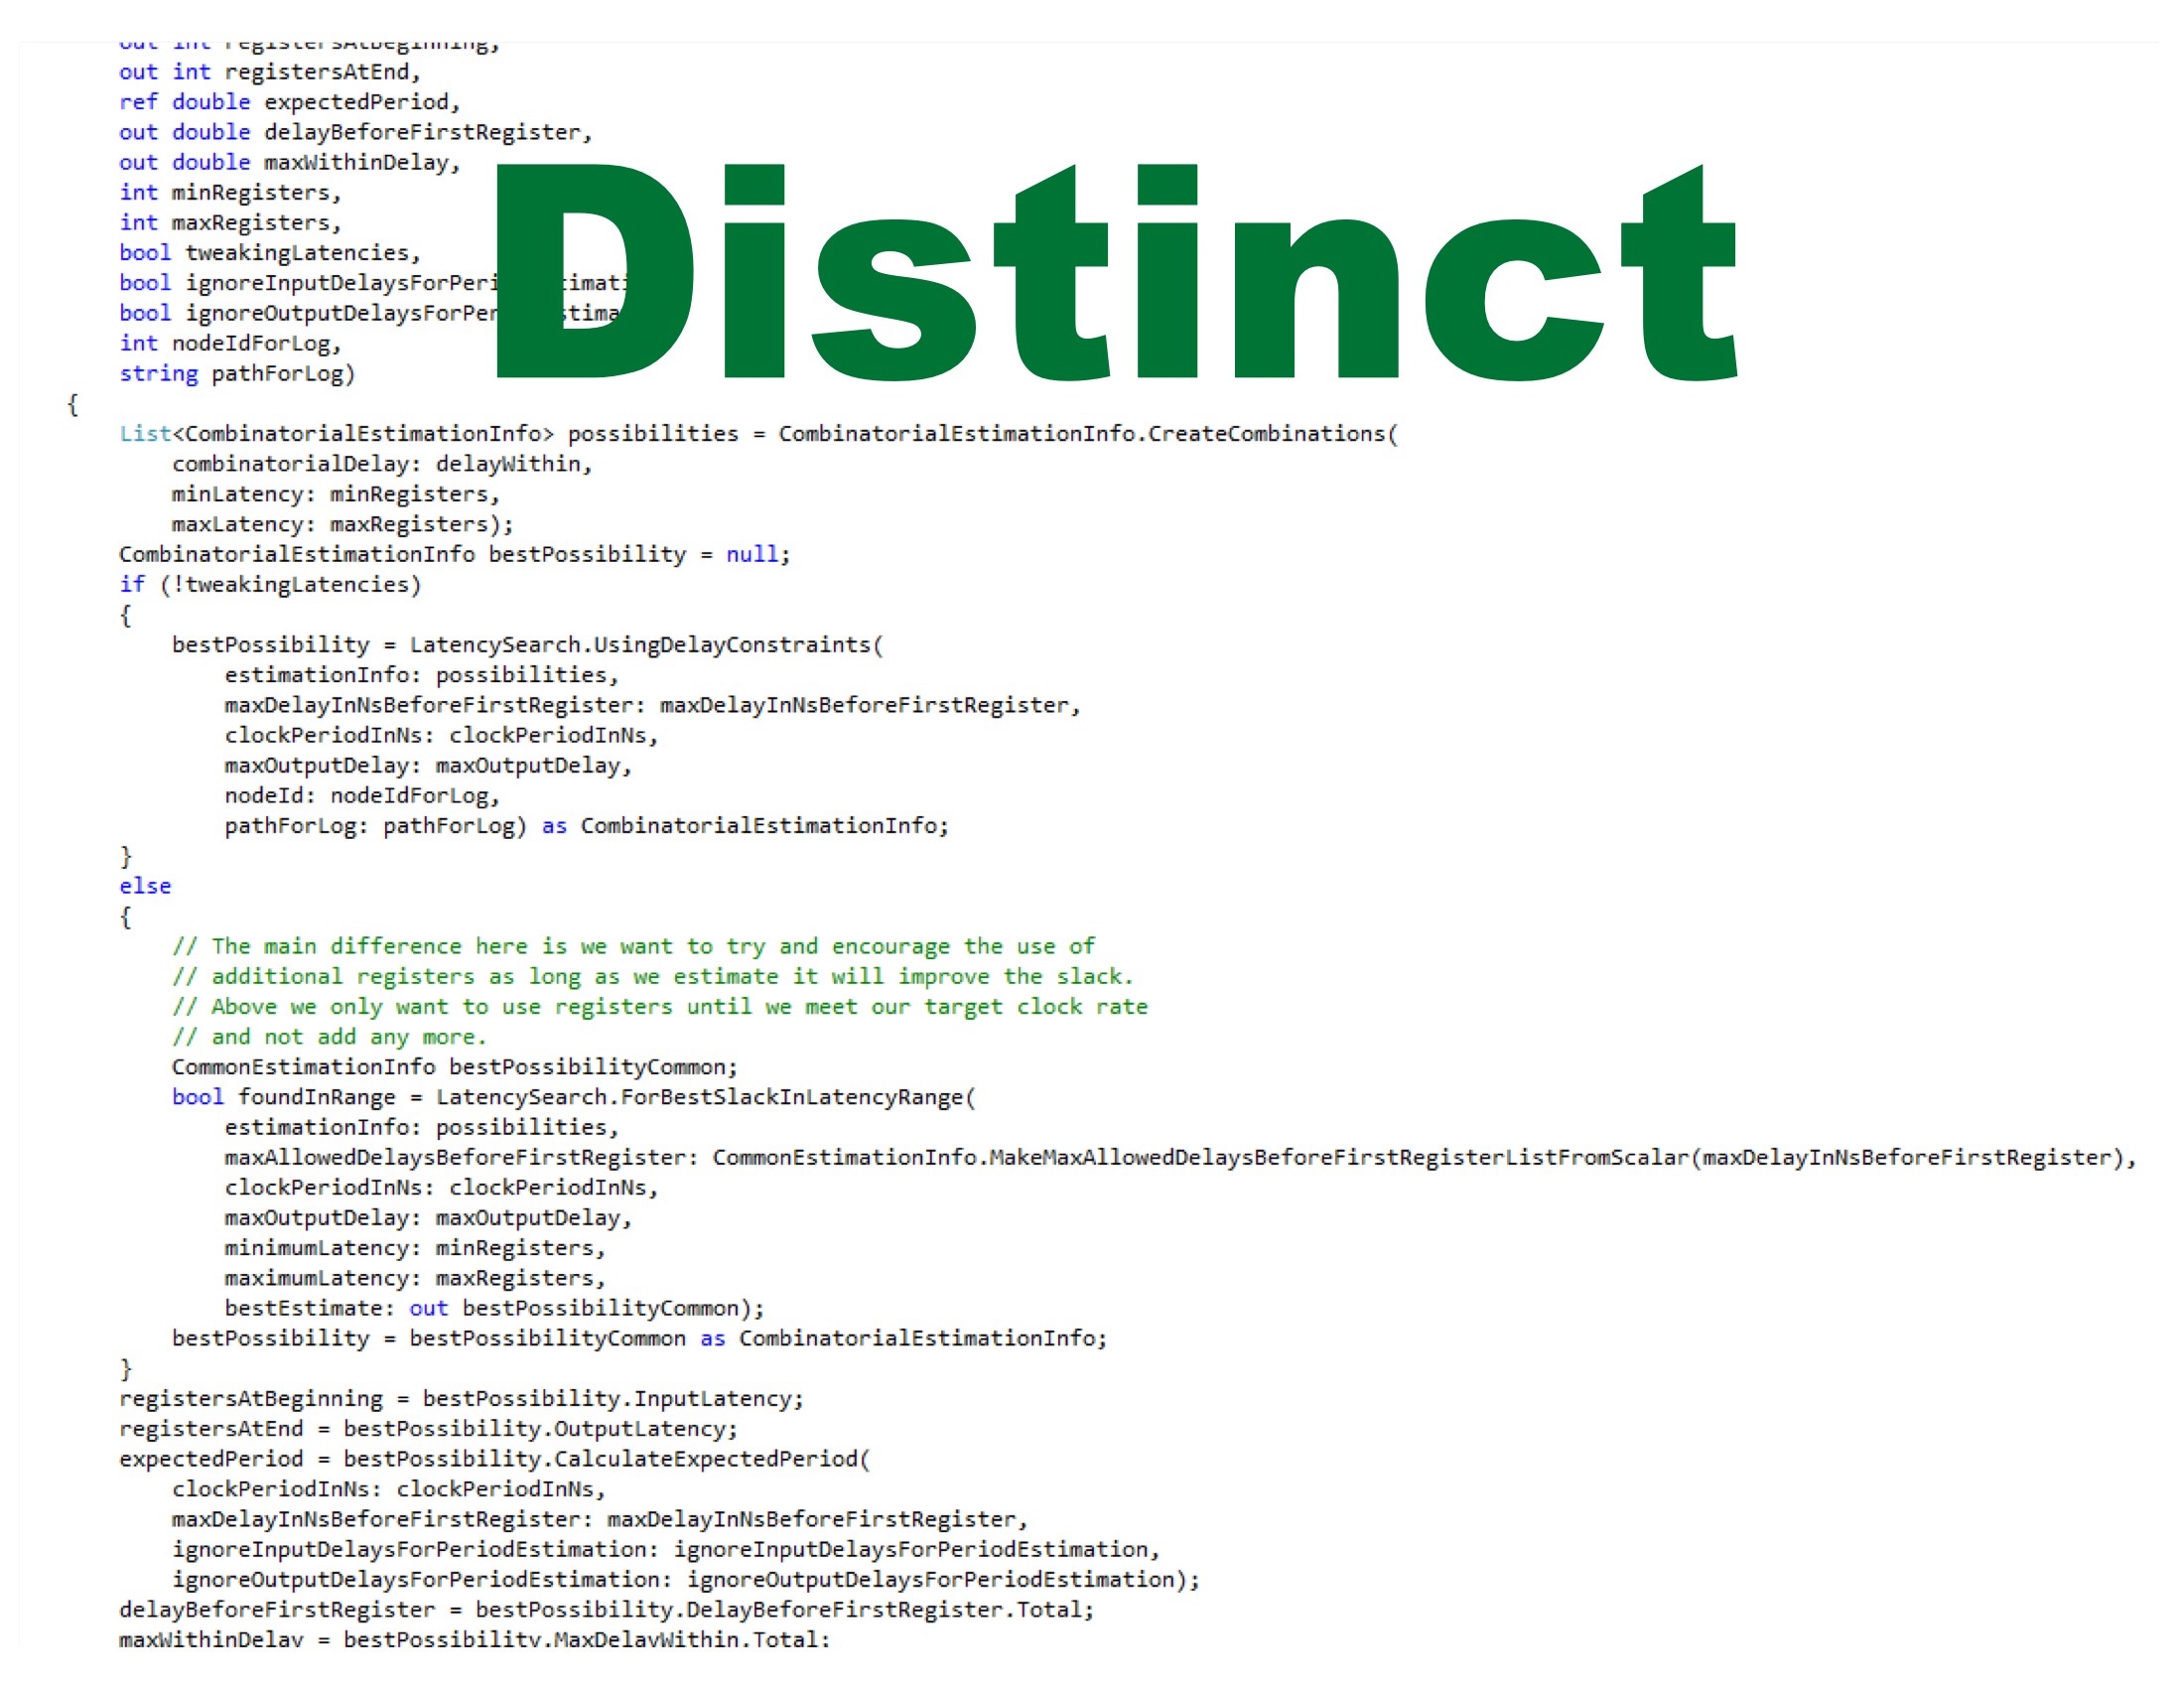 out int registersAtBeginning,
out int registersAtEnd,
ref double expectedPeriod,
out double delayBeforeFirstRegister,
out double maxWithinDelay,
int minRegisters,
int maxRegisters,
bool tweakingLatencies,
bool
bool
int nodeIdForLog,
string pathForLog)
Distinct
{
List<CombinatorialEstimationInfo> possibilities = CombinatorialEstimationInfo.CreateCombinations(
combinatorialDelay: delayWithin,
minLatency: minRegisters,
maxLatency: maxRegisters);
CombinatorialEstimationInfo bestPossibility = null;
if (!tweakingLatencies)
{
bestPossibility = LatencySearch.UsingDelayConstraints(
estimationInfo: possibilities,
maxDelayInNsBeforeFirstRegister: maxDelayInNsBeforeFirstRegister,
clockPeriodInNs: clockPeriodInNs,
maxOutputDelay: maxOutputDelay,
nodeId: nodeIdForLog,
pathForLog: pathForLog) as CombinatorialEstimationInfo;
}
else
{
// The main difference here is we want to try and encourage the use of
// additional registers as long as we estimate it will improve the slack.
// Above we only want to use registers until we meet our target clock rate
// and not add any more.
CommonEstimationInfo bestPossibilityCommon;
bool foundInRange = LatencySearch.ForBestSlackInLatencyRange(
estimationInfo: possibilities,
maxAllowedDelaysBeforeFirstRegister: CommonEstimationInfo.MakeMaxAllowedDelaysBeforeFirstRegisterListFromScalar(maxDelayInNsBeforeFirstRegister),
clockPeriodInNs: clockPeriodInNs,
maxOutputDelay: maxOutputDelay,
minimumLatency: minRegisters,
maximumLatency: maxRegisters,
bestEstimate: out bestPossibilityCommon);
bestPossibility = bestPossibilityCommon as CombinatorialEstimationInfo;
}
registersAtBeginning = bestPossibility.InputLatency;
registersAtEnd = bestPossibility.OutputLatency;
expectedPeriod = bestPossibility.CalculateExpectedPeriod(
clockPeriodInNs: clockPeriodInNs,
maxDelayInNsBeforeFirstRegister: maxDelayInNsBeforeFirstRegister,
ignoreInputDelaysForPeriodEstimation: ignoreInputDelaysForPeriodEstimation,
ignoreOutputDelaysForPeriodEstimation: ignoreOutputDelaysForPeriodEstimation);
delayBeforeFirstRegister = bestPossibility.DelayBeforeFirstRegister.Total;
maxWithinDelay = bestPossibility.MaxDelayWithin.Total;